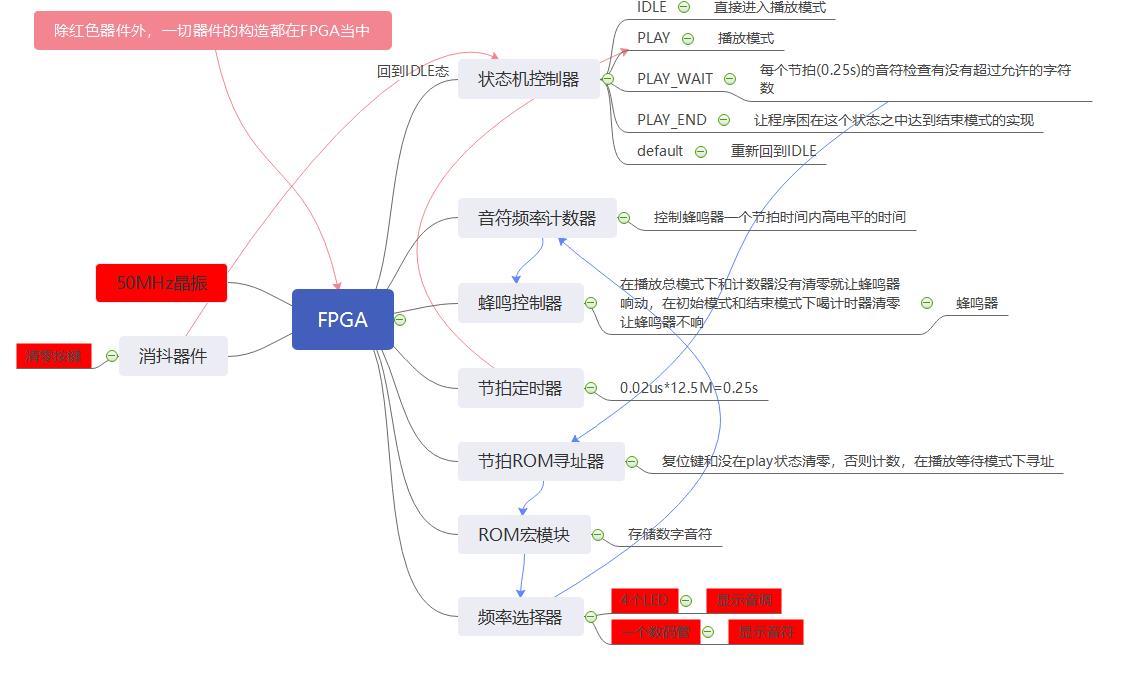 除红色器件外，一切器件的构造都在FPGA当中
回到IDLE态
50MHz晶振
清零按键
消抖器件
FPGA
状态机控制器
IDLE
直接进入播放模式
PLAY
播放模式
PLAY_WAIT
每个节拍(0.25s)的音符检查有没有超过允许的字符
数
PLAY_END
让程序困在这个状态之中达到结束模式的实现
default
重新回到IDLE
音符频率计数器
控制蜂鸣器一个节拍时间内高电平的时间
蜂鸣控制器
在播放总模式下和计数器没有清零就让蜂鸣器
响动，在初始模式和结束模式下喝计时器清零
让蜂鸣器不响
蜂鸣器
节拍定时器
0.02us*12.5M=0.25s
节拍ROM寻址器
复位键和没在play状态清零，否则计数，在播放等待模式下寻址
ROM宏模块
存储数字音符
频率选择器
4个LED
显示音调
一个数码管
显示音符